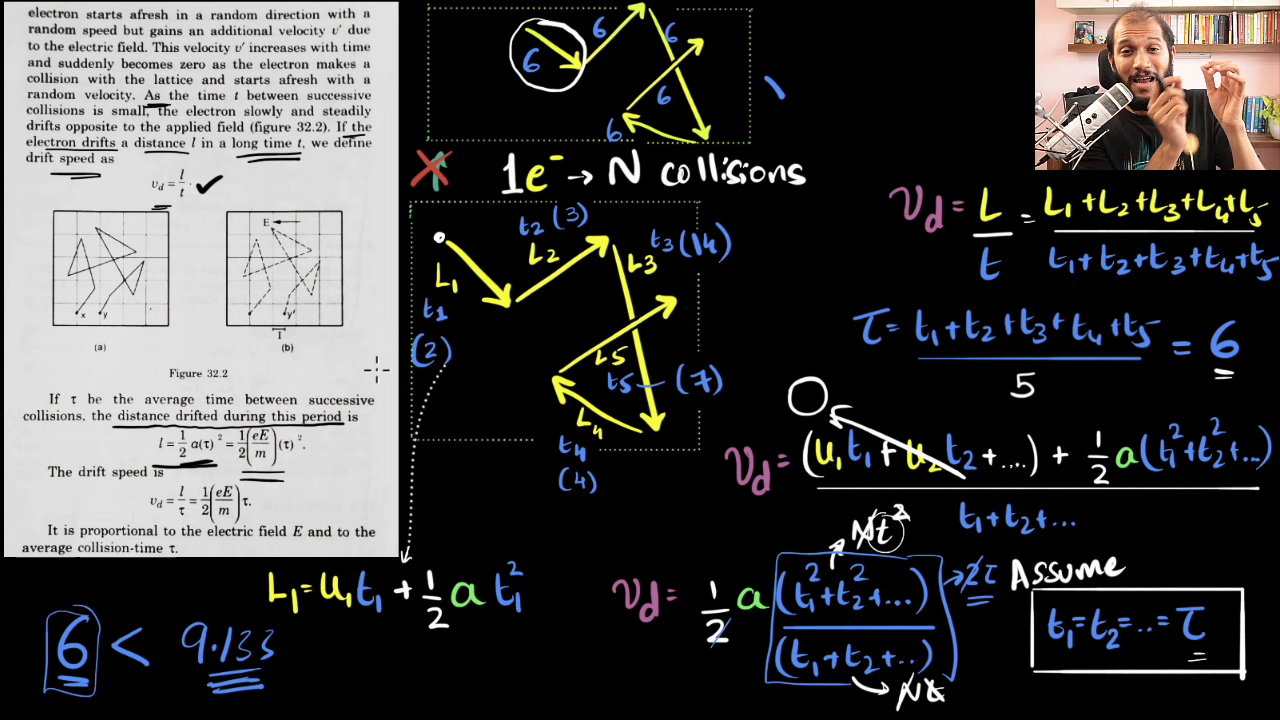 electron starts afresh in a random direction with a
random speed but gains an additional velocity v′ due
to the electric field. This velocity v′ increases with time
and suddenly becomes zero as the electron makes a
collision with the lattice and starts afresh with a
random velocity. As the time t between successive
collisions is small, the electron slowly and steadily
drifts opposite to the applied field (figure 32.2). If the
electron drifts a distance l in a long time t, we define
drift speed as
v_d = l/t ·
E
x y
y′
l
(a) (b)
Figure 32.2
If τ be the average time between successive
collisions, the distance drifted during this period is
l = 1/2 a(τ)² = 1/2 (eE/m) (τ)².
The drift speed is
v_d = l/τ = 1/2 (eE/m) τ.
It is proportional to the electric field E and to the
average collision-time τ.
6 6 6 6 6
1e⁻ → N collisions
L1 t1 (2)
t2 (3) L2
t3 (14) L3
L4 t4 (4)
L5 t5 (7)
v_d = L/t = (L1+L2+L3+L4+L5)/(t1+t2+t3+t4+t5)
τ = (t1+t2+t3+t4+t5)/5 = 6
O
v_d = ((u1t1 + u2t2 + ....) + 1/2 a(t1²+t2²+...))/(t1+t2+...)
L1 = u1t1 + 1/2 a t1²
Nt²
v_d = 1/2 a (t1²+t2²+...)/(t1+t2+..) → 2τ
Nt
Assume
t1=t2=..=τ
6 < 9.133